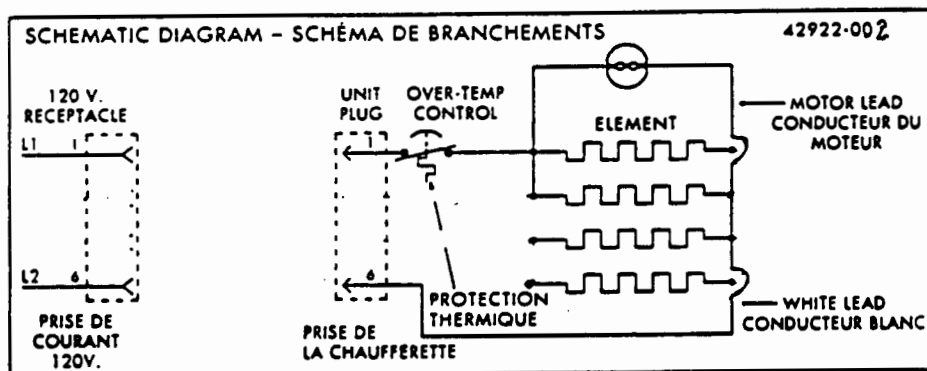 SCHEMATIC DIAGRAM – SCHÉMA DE BRANCHEMENTS
42922-002
120 V.
RECEPTACLE
UNIT
PLUG
OVER-TEMP
CONTROL
ELEMENT
MOTOR LEAD
CONDUCTEUR DU
MOTEUR
L1 1
1
L2 6
6
PROTECTION
THERMIQUE
WHITE LEAD
CONDUCTEUR BLANC
PRISE DE
COURANT
120V.
PRISE DE
LA CHAUFFERETTE